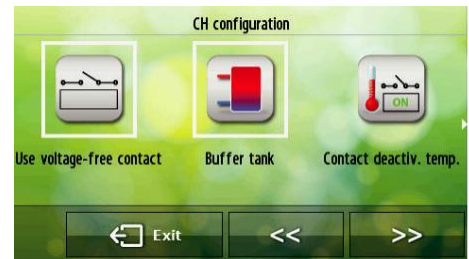 CH configuration
ON
Use voltage-free contact Buffer tank Contact deactiv. temp.
Exit << >>